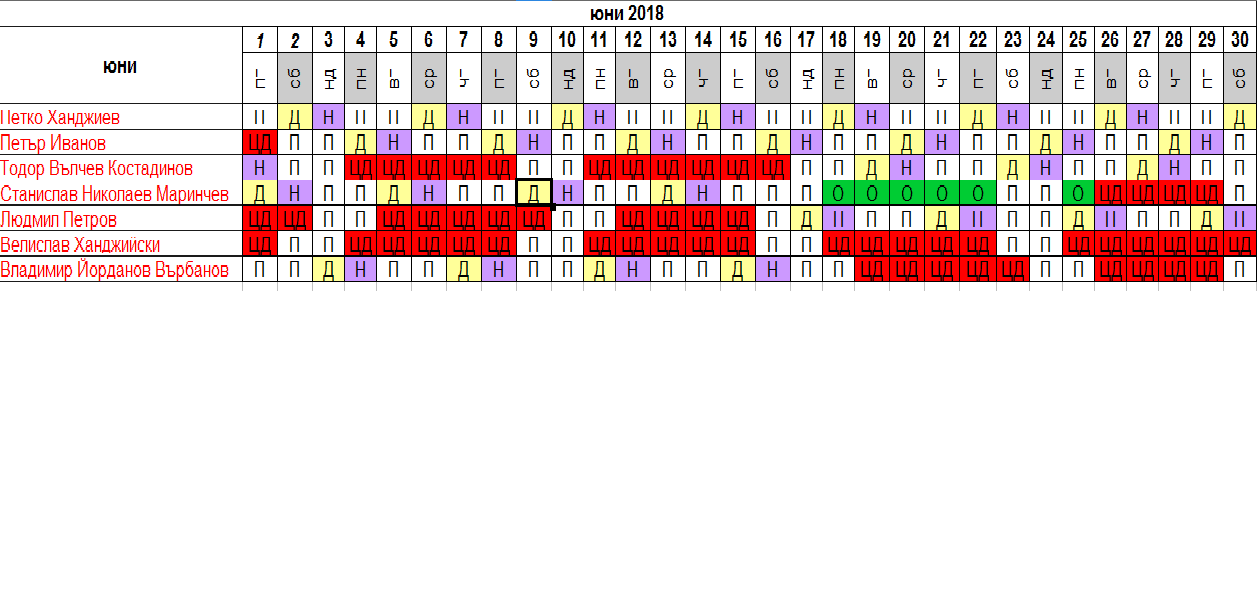 юни 2018
юни 1 2 3 4 5 6 7 8 9 10 11 12 13 14 15 16 17 18 19 20 21 22 23 24 25 26 27 28 29 30
пт сб нд пн вт ср чт пт сб нд пн вт ср чт пт сб нд пн вт ср чт пт сб нд пн вт ср чт пт сб
Петко Ханджиев П Д Н П П Д Н П П Д Н П П Д Н П П Д Н П П Д Н П П Д Н П П Д
Петър Иванов ЦД П П Д Н П П Д Н П П Д Н П П Д Н П П Д Н П П Д Н П П Д Н П
Тодор Вълчев Костадинов Н П П ЦД ЦД ЦД ЦД ЦД П П ЦД ЦД ЦД ЦД ЦД ЦД П П Д Н П П Д Н П П Д Н П П
Станислав Николаев Маринчев Д Н П П Д Н П П Д Н П П Д Н П П П О О О О О П П О ЦД ЦД ЦД ЦД П
Людмил Петров ЦД ЦД П П ЦД ЦД ЦД ЦД ЦД П П ЦД ЦД ЦД ЦД П Д П П П Д П П П Д П П П Д П
Велислав Ханджийски ЦД П П ЦД ЦД ЦД ЦД ЦД П П ЦД ЦД ЦД ЦД ЦД П П ЦД ЦД ЦД ЦД ЦД П П ЦД ЦД ЦД ЦД ЦД ЦД
Владимир Йорданов Върбанов П П Д Н П П Д Н П П Д Н П П Д Н П П ЦД ЦД ЦД ЦД ЦД П П ЦД ЦД ЦД ЦД П